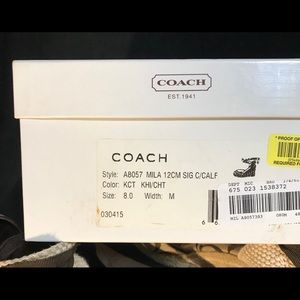 COACH
EST. 1941
COACH
Style: A8057 MILA 12CM SIG C/CALF
Color: KCT KHI/CHT
Size: 8.0 Width: M
030415
* PROOF OF
REQUIRED F
DEPT MIC
675 023 1538372
MIL A8057393